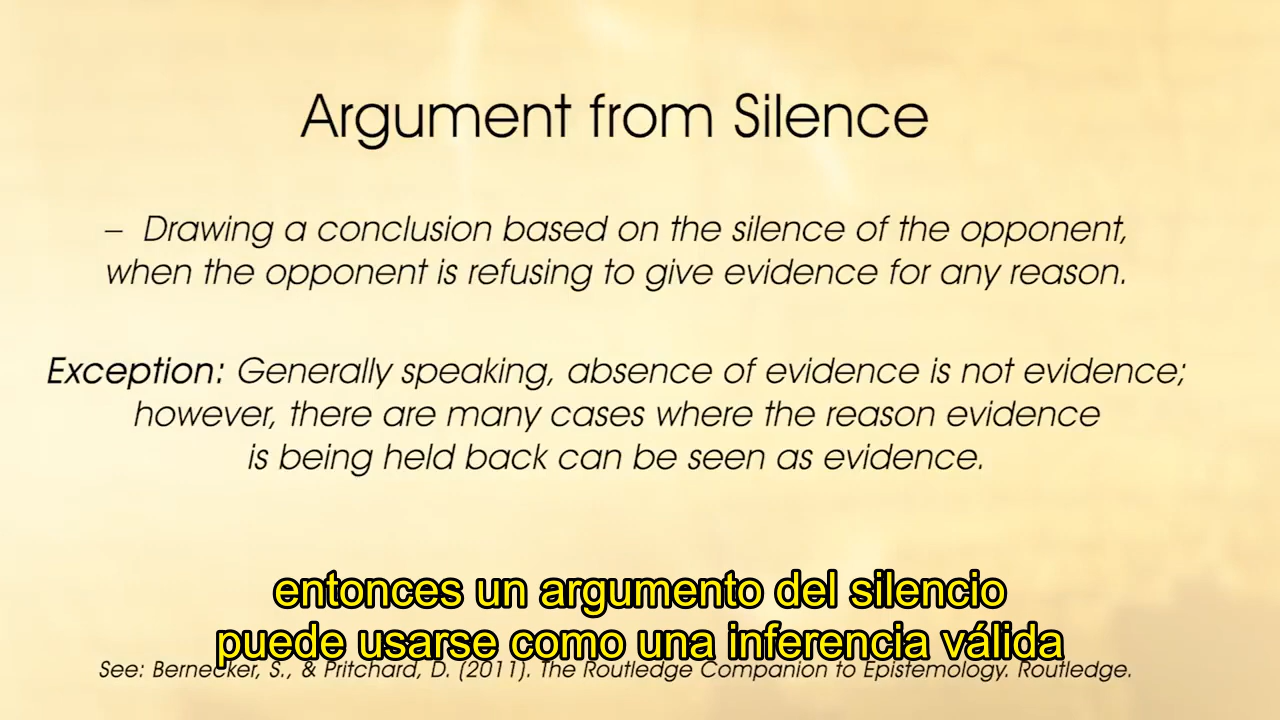 Argument from Silence
– Drawing a conclusion based on the silence of the opponent,
when the opponent is refusing to give evidence for any reason.
Exception: Generally speaking, absence of evidence is not evidence;
however, there are many cases where the reason evidence
is being held back can be seen as evidence.
entonces un argumento del silencio
puede usarse como una inferencia válida
See: Bernecker, S., & Pritchard, D. (2011). The Routledge Companion to Epistemology. Routledge.